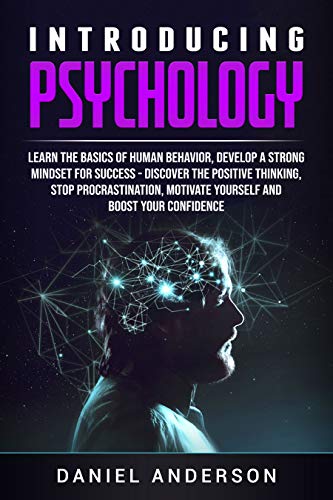 INTRODUCING
PSYCHOLOGY
LEARN THE BASICS OF HUMAN BEHAVIOR, DEVELOP A STRONG
MINDSET FOR SUCCESS - DISCOVER THE POSITIVE THINKING,
STOP PROCRASTINATION, MOTIVATE YOURSELF AND
BOOST YOUR CONFIDENCE
DANIEL ANDERSON